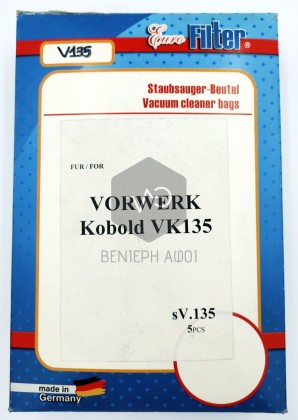 V135
Euro Filter®
Staubsauger-Beutel
Vacuum cleaner bags
FUR / FOR
VORWERK
Kobold VK135
ΒΕΝΙΕΡΗ ΑΦΟΙ
sV.135
5PCS
made in
Germany